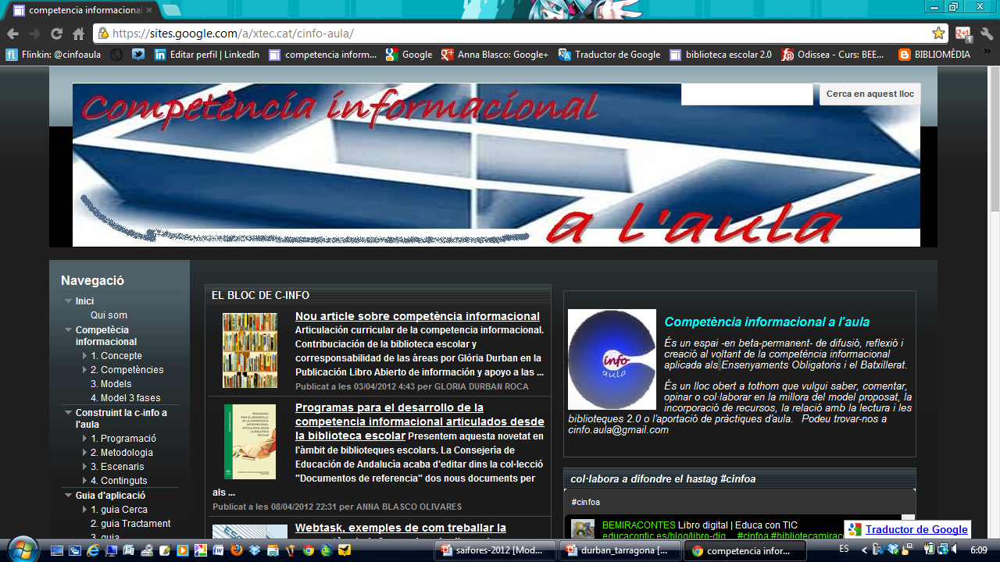 competencia informacional
https://sites.google.com/a/xtec.cat/cinfo-aula/
Flinkin: @cinfoaula
Editar perfil | LinkedIn
competencia inform...
Google
Anna Blasco: Google+
Traductor de Google
biblioteca escolar 2.0
Odissea - Curs: BEE...
BIBLIOMÈDIA
Competència informacional
Cerca en aquest lloc
a l'aula
Navegació
Inici
Qui som
Competècia
informacional
1. Concepte
2. Competències
3. Models
4. Model 3 fases
Construint la c-info a
l'aula
1. Programació
2. Metodologia
3. Escenaris
4. Continguts
Guia d'aplicació
1. guia Cerca
2. guia Tractament
3. guia
EL BLOC DE C-INFO
Nou article sobre competència informacional
Articulación curricular de la competencia informacional.
Contribuciación de la biblioteca escolar y
corresponsabilidad de las áreas por Glòria Durban en la
Publicación Libro Abierto de información y apoyo a las ...
Publicat a les 03/04/2012 4:43 per GLORIA DURBAN ROCA
Programas para el desarrollo de la
competencia informacional articulados desde
la biblioteca escolar Presentem aquesta novetat en
l'àmbit de biblioteques escolars. La Consejería de
Educación de Andalucía acaba d'editar dins la col·lecció
"Documentos de referencia" dos nous documents per
als ...
Publicat a les 08/04/2012 22:31 per ANNA BLASCO OLIVARES
Webtask, exemples de com treballar la
info
aula
Competència informacional a l'aula
És un espai -en beta-permanent- de difusió, reflexió i
creació al voltant de la competència informacional
aplicada als Ensenyaments Obligatoris i el Batxillerat.
És un lloc obert a tothom que vulgui saber, comentar,
opinar o col·laborar en la millora del model proposat, la
incorporació de recursos, la relació amb la lectura i les
biblioteques 2.0 o l'aportació de pràctiques d'aula. Podeu trovar-nos a
cinfo.aula@gmail.com
col·labora a difondre el hastag #cinfoa
#cinfoa
BEMIRACONTES Libro digital | Educa con TIC
educacontic.es/blog/libro-dig... #cinfoa #bibliotecamirac
Traductor de Google
saifores-2012 [Mod...
durban_tarragona [...
competencia infor...
ES
6:09